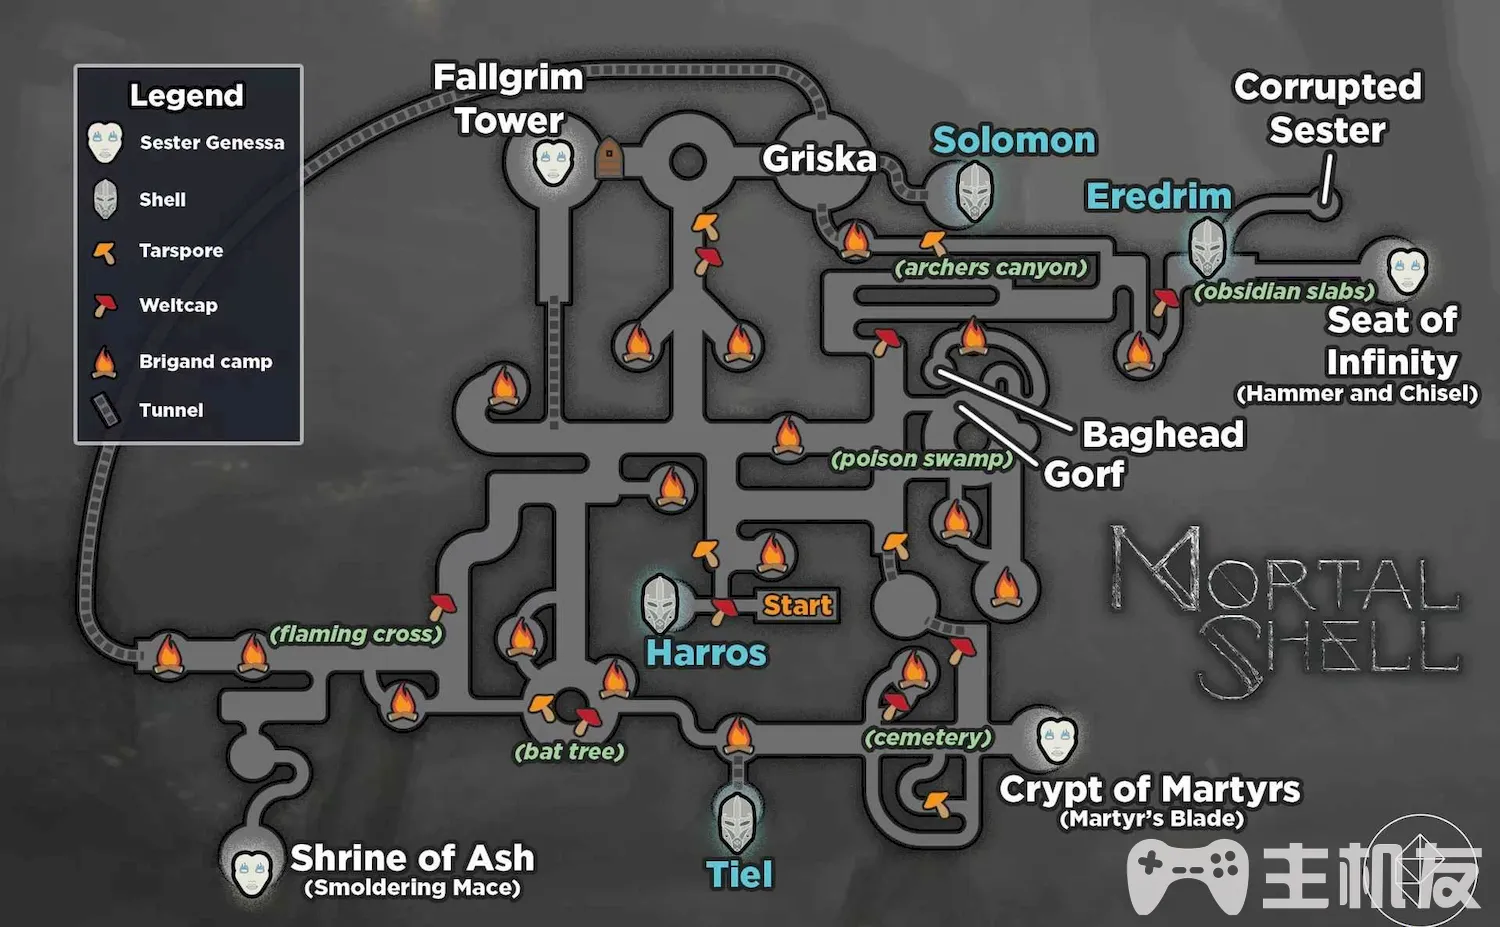 Legend
Sester Genessa
Shell
Tarspore
Weltcap
Brigand camp
Tunnel
Fallgrim
Tower
Griska
Solomon
Corrupted
Sester
Eredrim
(archers canyon)
(obsidian slabs)
Seat of
Infinity
(Hammer and Chisel)
Baghead
(poison swamp)
Gorf
MORTAL
SHELL
Start
Harros
(flaming cross)
(bat tree)
(cemetery)
Crypt of Martyrs
(Martyr's Blade)
Shrine of Ash
(Smoldering Mace)
Tiel
主机友